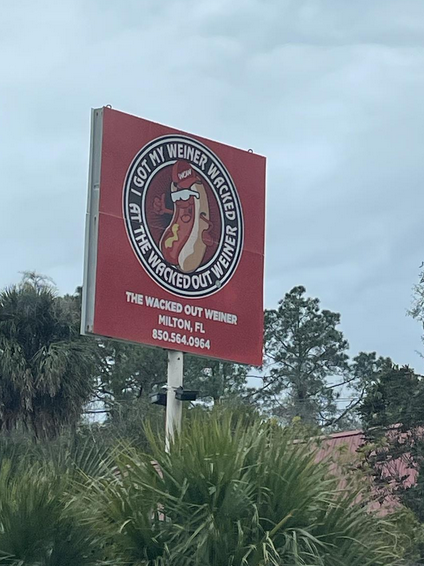 I GOT MY WEINER WACKED
AT THE WACKED OUT WEINER
WOW
THE WACKED OUT WEINER
MILTON, FL
850.564.0964